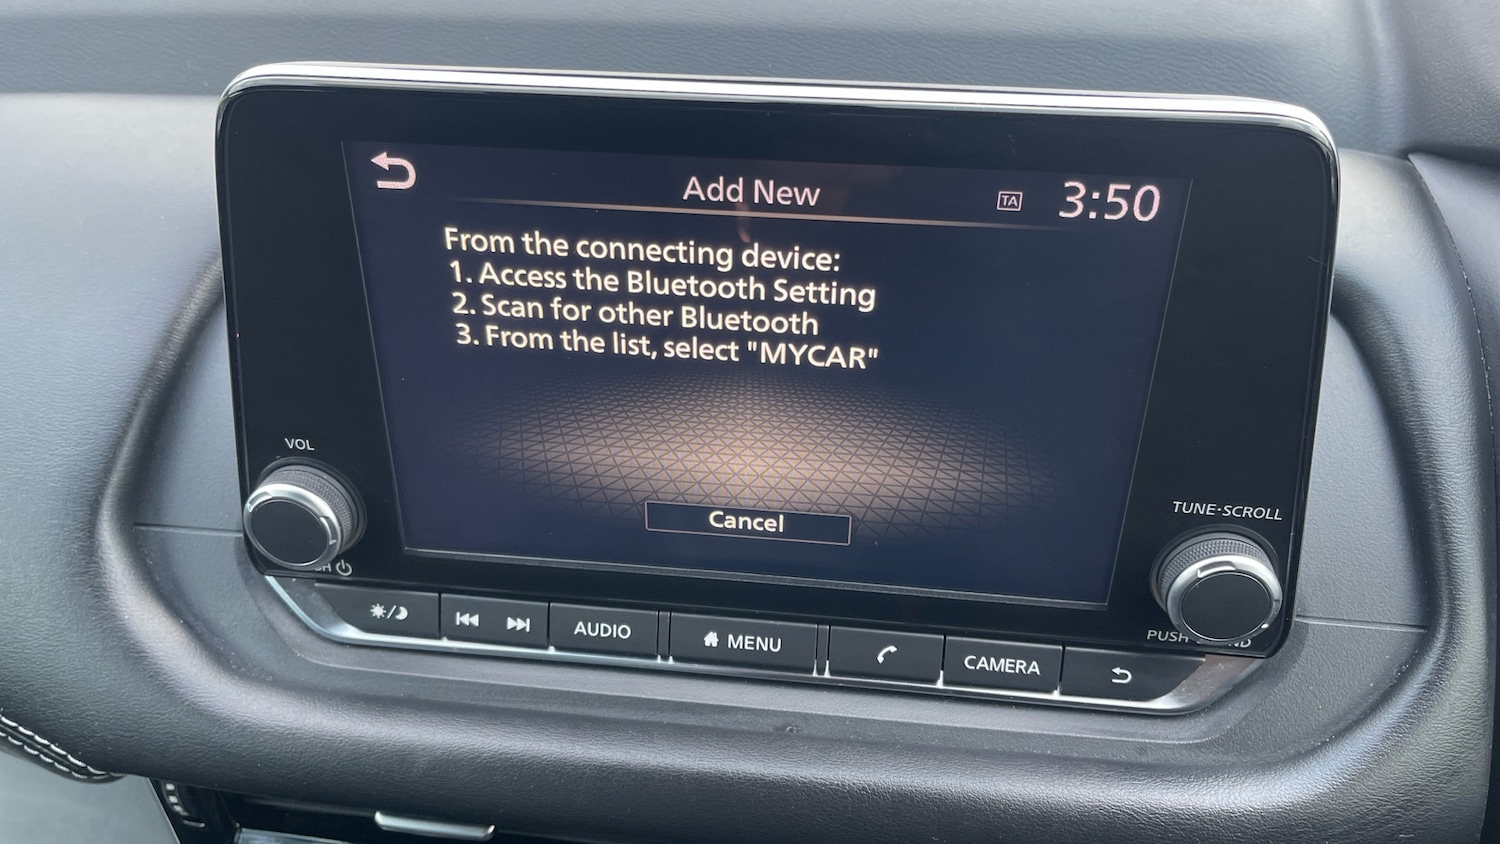 Add New
TA
3:50
From the connecting device:
1. Access the Bluetooth Setting
2. Scan for other Bluetooth
3. From the list, select "MYCAR"
Cancel
VOL
TUNE·SCROLL
PUSH
AUDIO
MENU
CAMERA